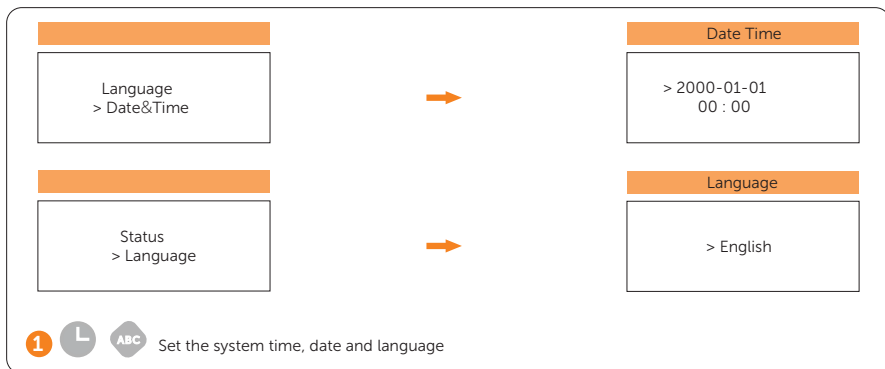 Date Time
Language
> Date&Time
> 2000-01-01
00 : 00
Language
Status
> Language
> English
1 ABC Set the system time, date and language